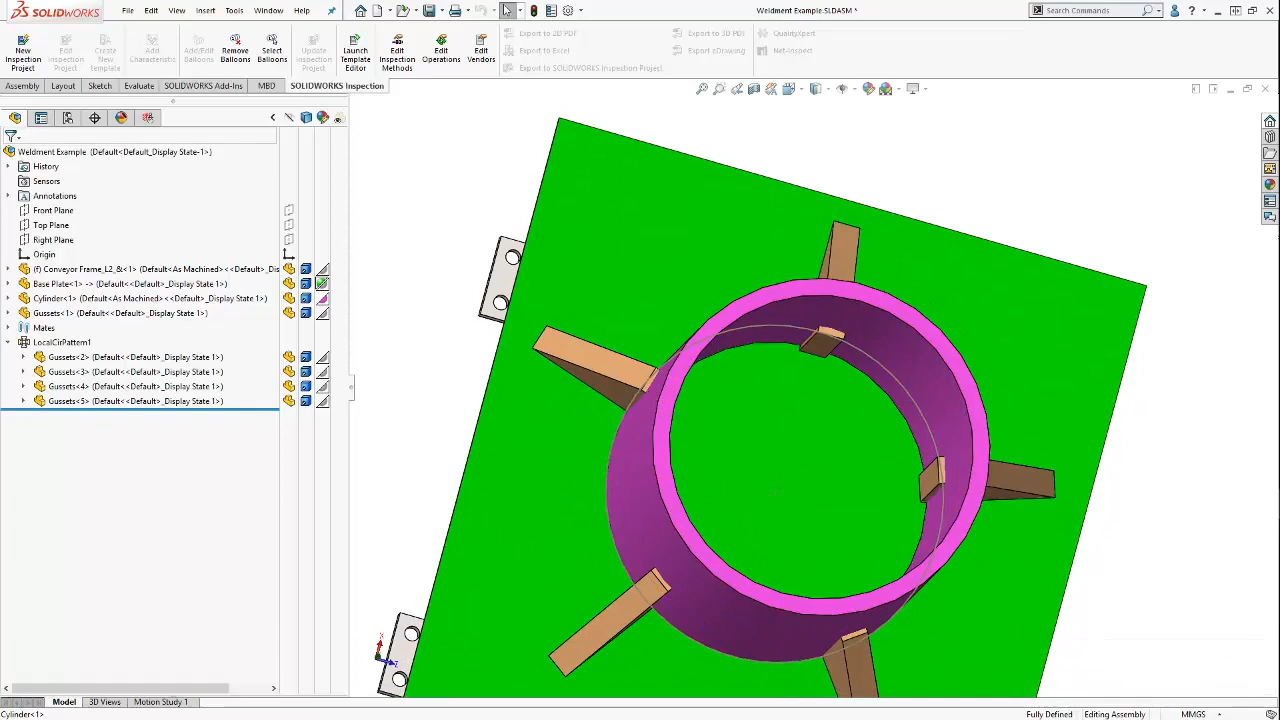 SOLIDWORKS File Edit View Insert Tools Window Help Weldment Example.SLDASM * Search Commands
New Inspection Project
Edit Inspection Project
Create New template
Add Characteristic
Add/Edit Balloons
Remove Balloons
Select Balloons
Update Inspection Project
Launch Template Editor
Edit Inspection Methods
Edit Operations
Edit Vendors
Export to 2D PDF Export to 3D PDF QualityXpert
Export to Excel Export eDrawing Net-Inspect
Export to SOLIDWORKS Inspection Project
Assembly Layout Sketch Evaluate SOLIDWORKS Add-Ins MBD SOLIDWORKS Inspection
Weldment Example (Default<Default_Display State-1>)
History
Sensors
Annotations
Front Plane
Top Plane
Right Plane
Origin
(f) Conveyor Frame_L2_&<1> (Default<As Machined><<Default>_Dis
Base Plate<1> -> (Default<<Default>_Display State 1>)
Cylinder<1> (Default<As Machined><<Default>_Display State 1>)
Gussets<1> (Default<<Default>_Display State 1>)
Mates
LocalCirPattern1
Gussets<2> (Default<<Default>_Display State 1>)
Gussets<3> (Default<<Default>_Display State 1>)
Gussets<4> (Default<<Default>_Display State 1>)
Gussets<5> (Default<<Default>_Display State 1>)
X
Z
Model 3D Views Motion Study 1
Cylinder<1> Fully Defined Editing Assembly MMGS